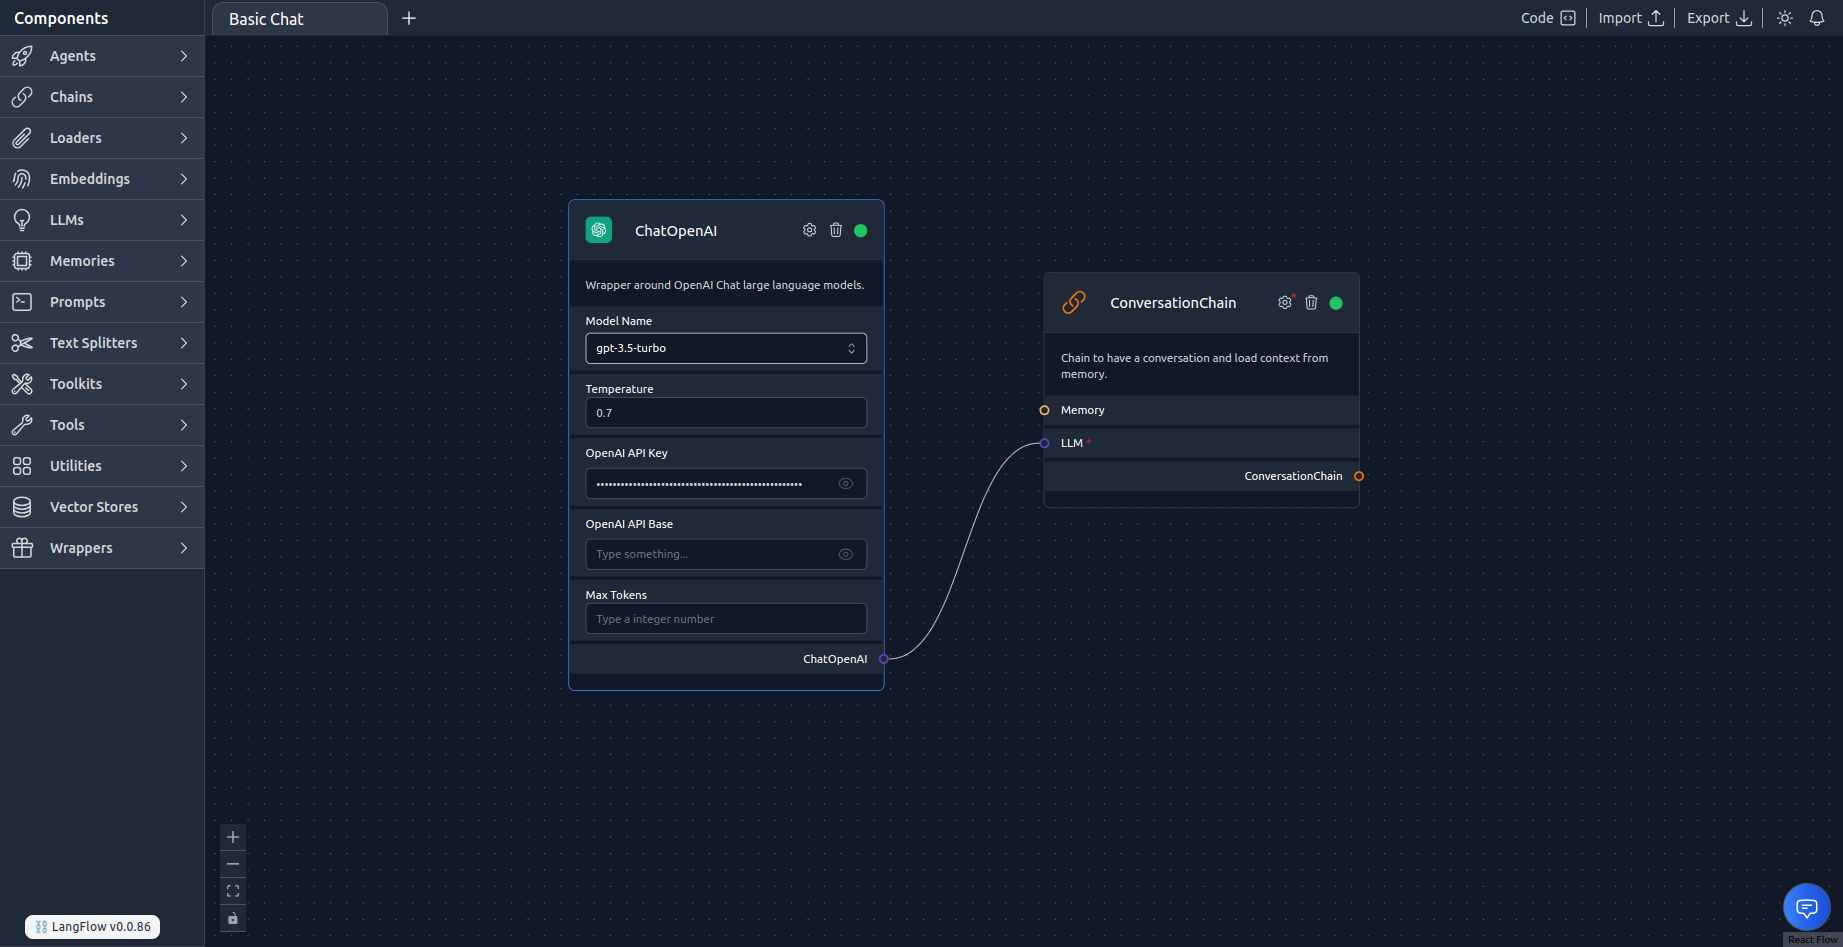 Components
Basic Chat
Code
Import
Export
Agents
Chains
Loaders
Embeddings
LLMs
Memories
Prompts
Text Splitters
Toolkits
Tools
Utilities
Vector Stores
Wrappers
ChatOpenAI
Wrapper around OpenAI Chat large language models.
Model Name
gpt-3.5-turbo
Temperature
0.7
OpenAI API Key
OpenAI API Base
Type something...
Max Tokens
Type a integer number
ChatOpenAI
ConversationChain
Chain to have a conversation and load context from
memory.
Memory
LLM *
ConversationChain
LangFlow v0.0.86
React Flow